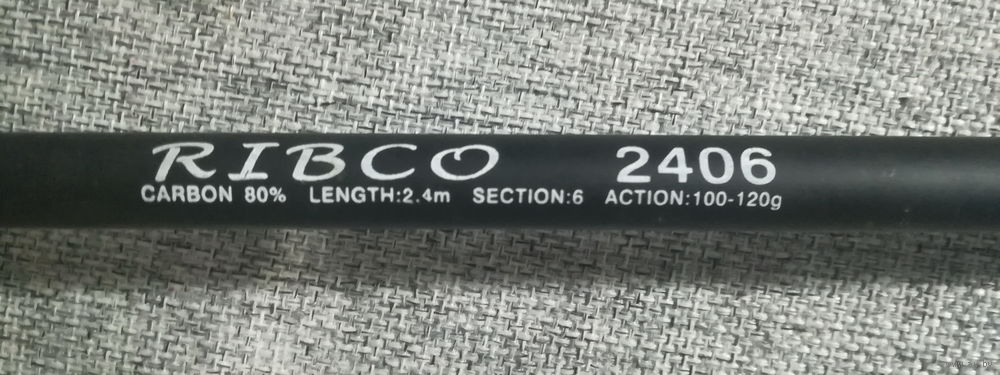 RIBCO 2406
CARBON 80% LENGTH:2.4m SECTION:6 ACTION:100-120g